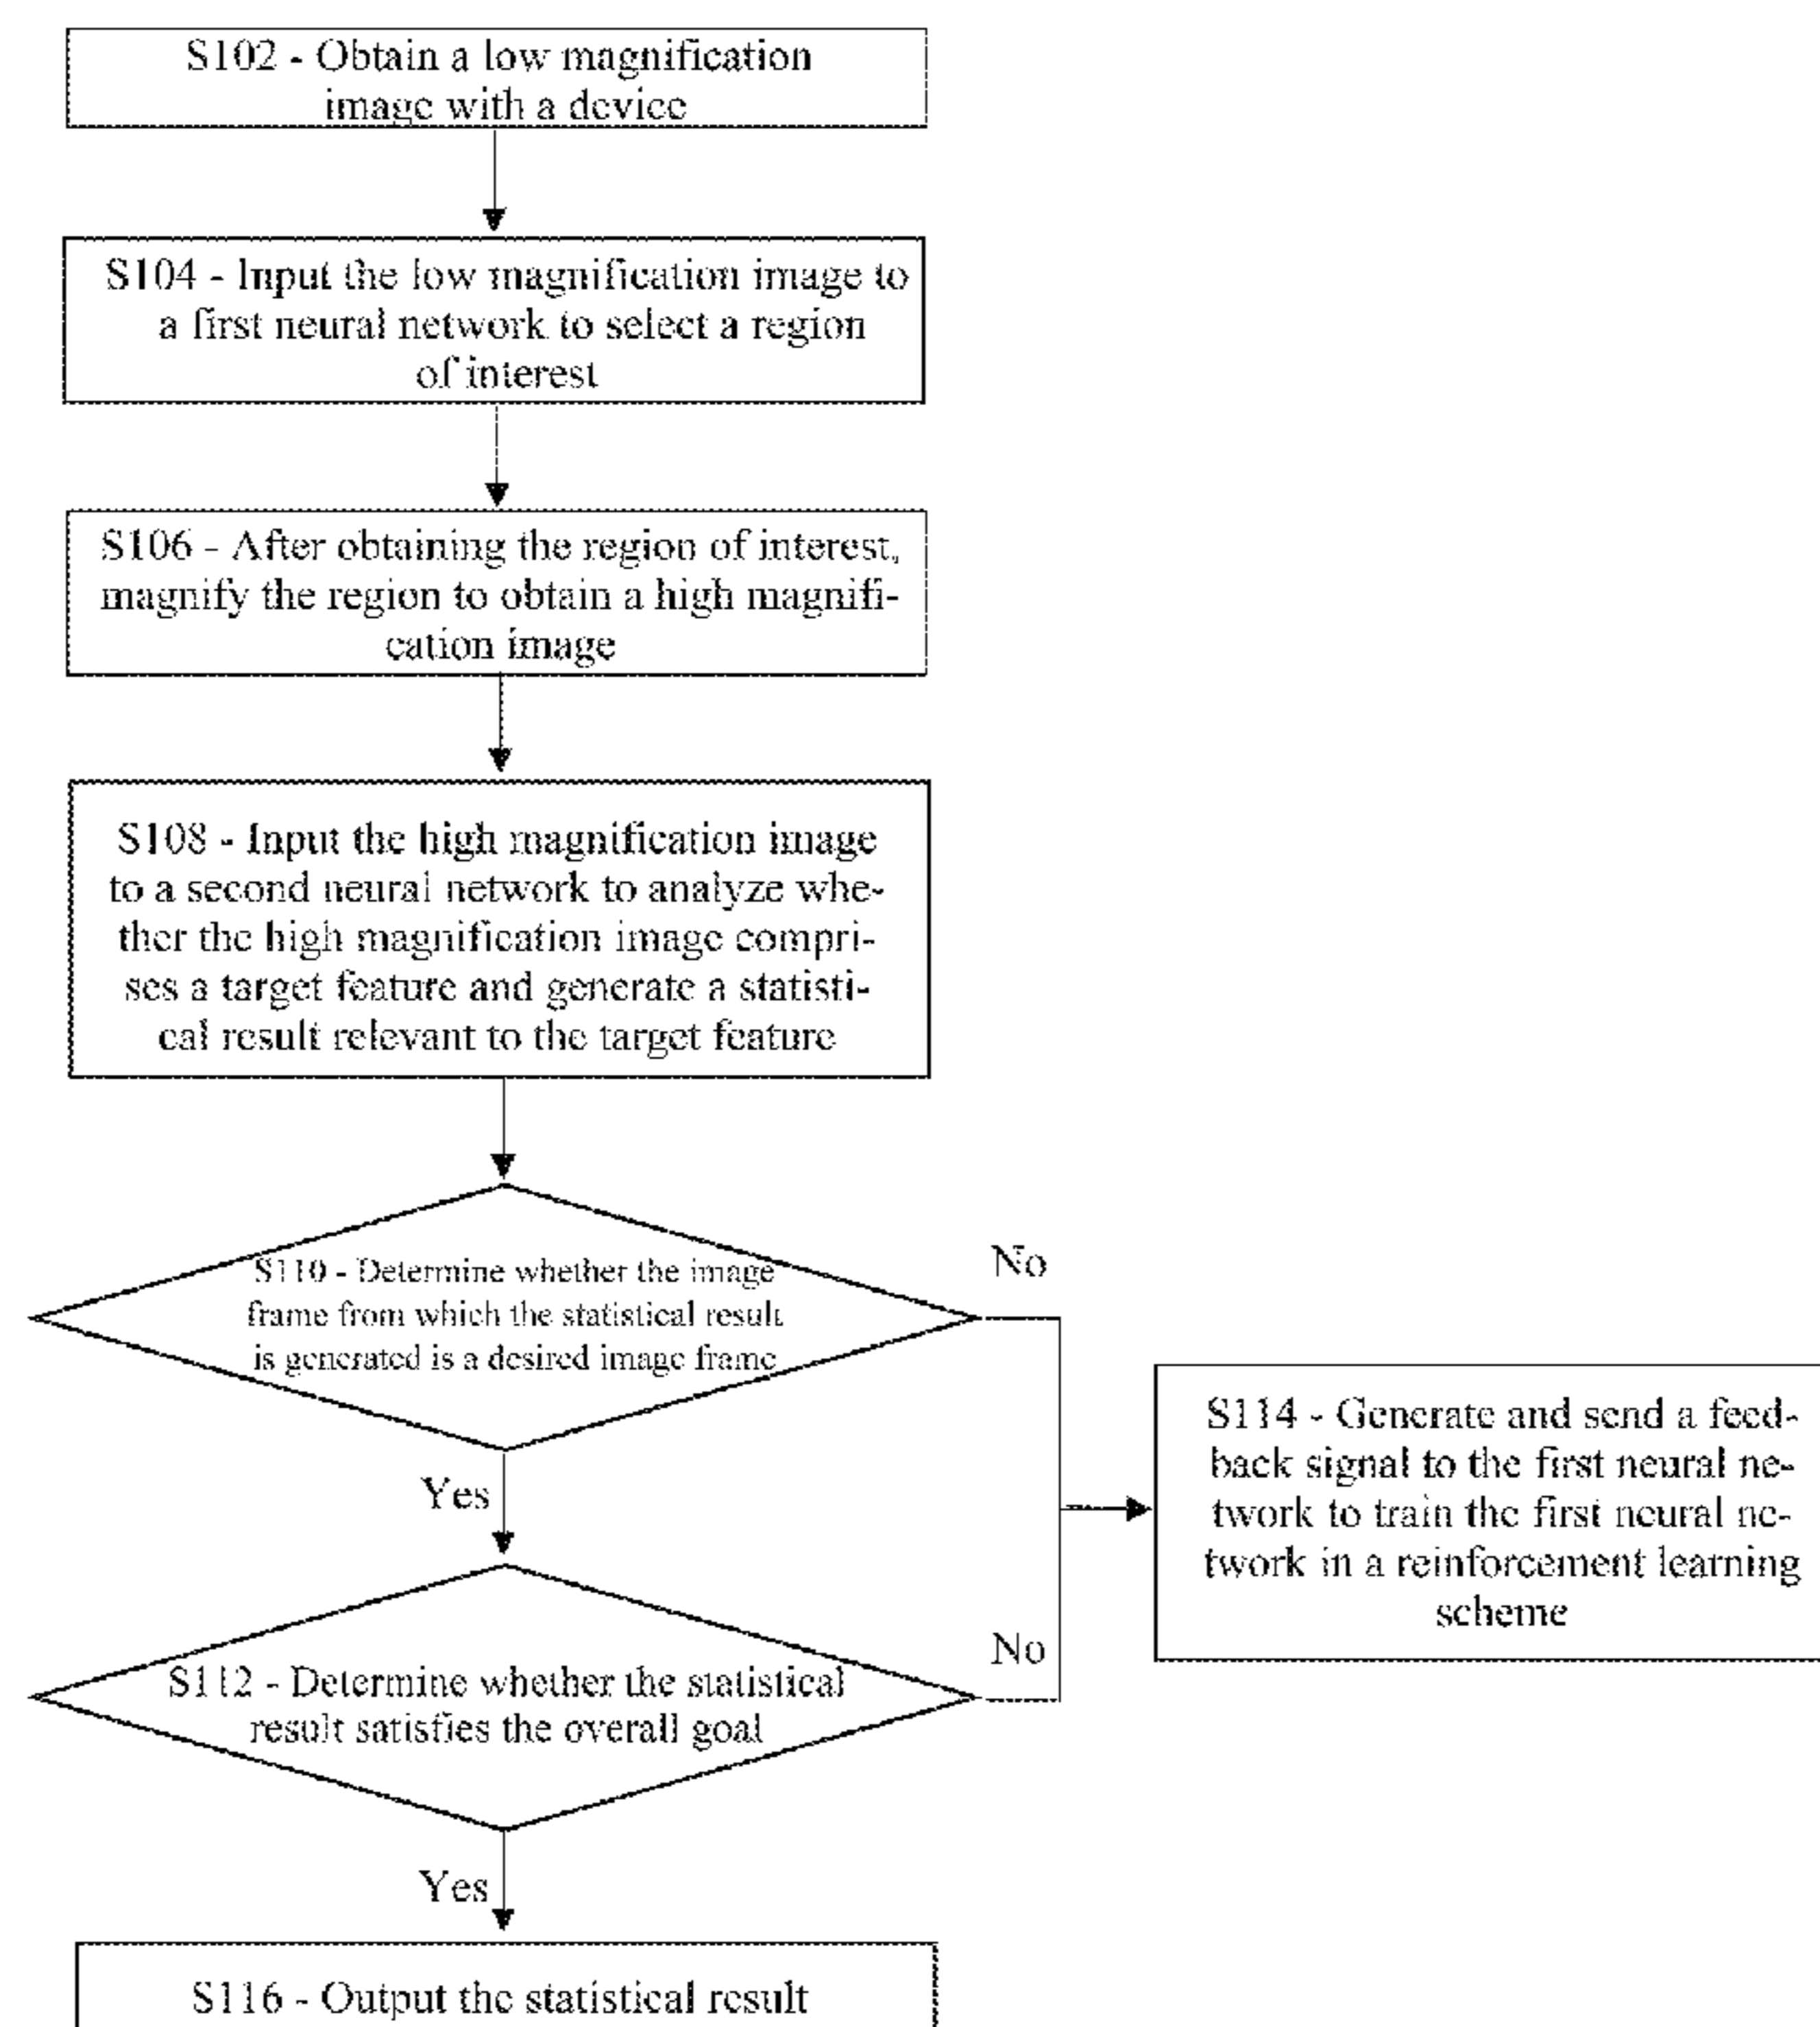 S102 - Obtain a low magnification
image with a device
S104 - Input the low magnification image to
a first neural network to select a region
of interest
S106 - After obtaining the region of interest,
magnify the region to obtain a high magnifi-
cation image
S108 - Input the high magnification image
to a second neural network to analyze whe-
ther the high magnification image compri-
ses a target feature and generate a statisti-
cal result relevant to the target feature
S110 - Determine whether the image
frame from which the statistical result
is generated is a desired image frame
No
Yes
S114 - Generate and send a feed-
back signal to the first neural ne-
twork to train the first neural ne-
twork in a reinforcement learning
scheme
S112 - Determine whether the statistical
result satisfies the overall goal
No
Yes
S116 - Output the statistical result